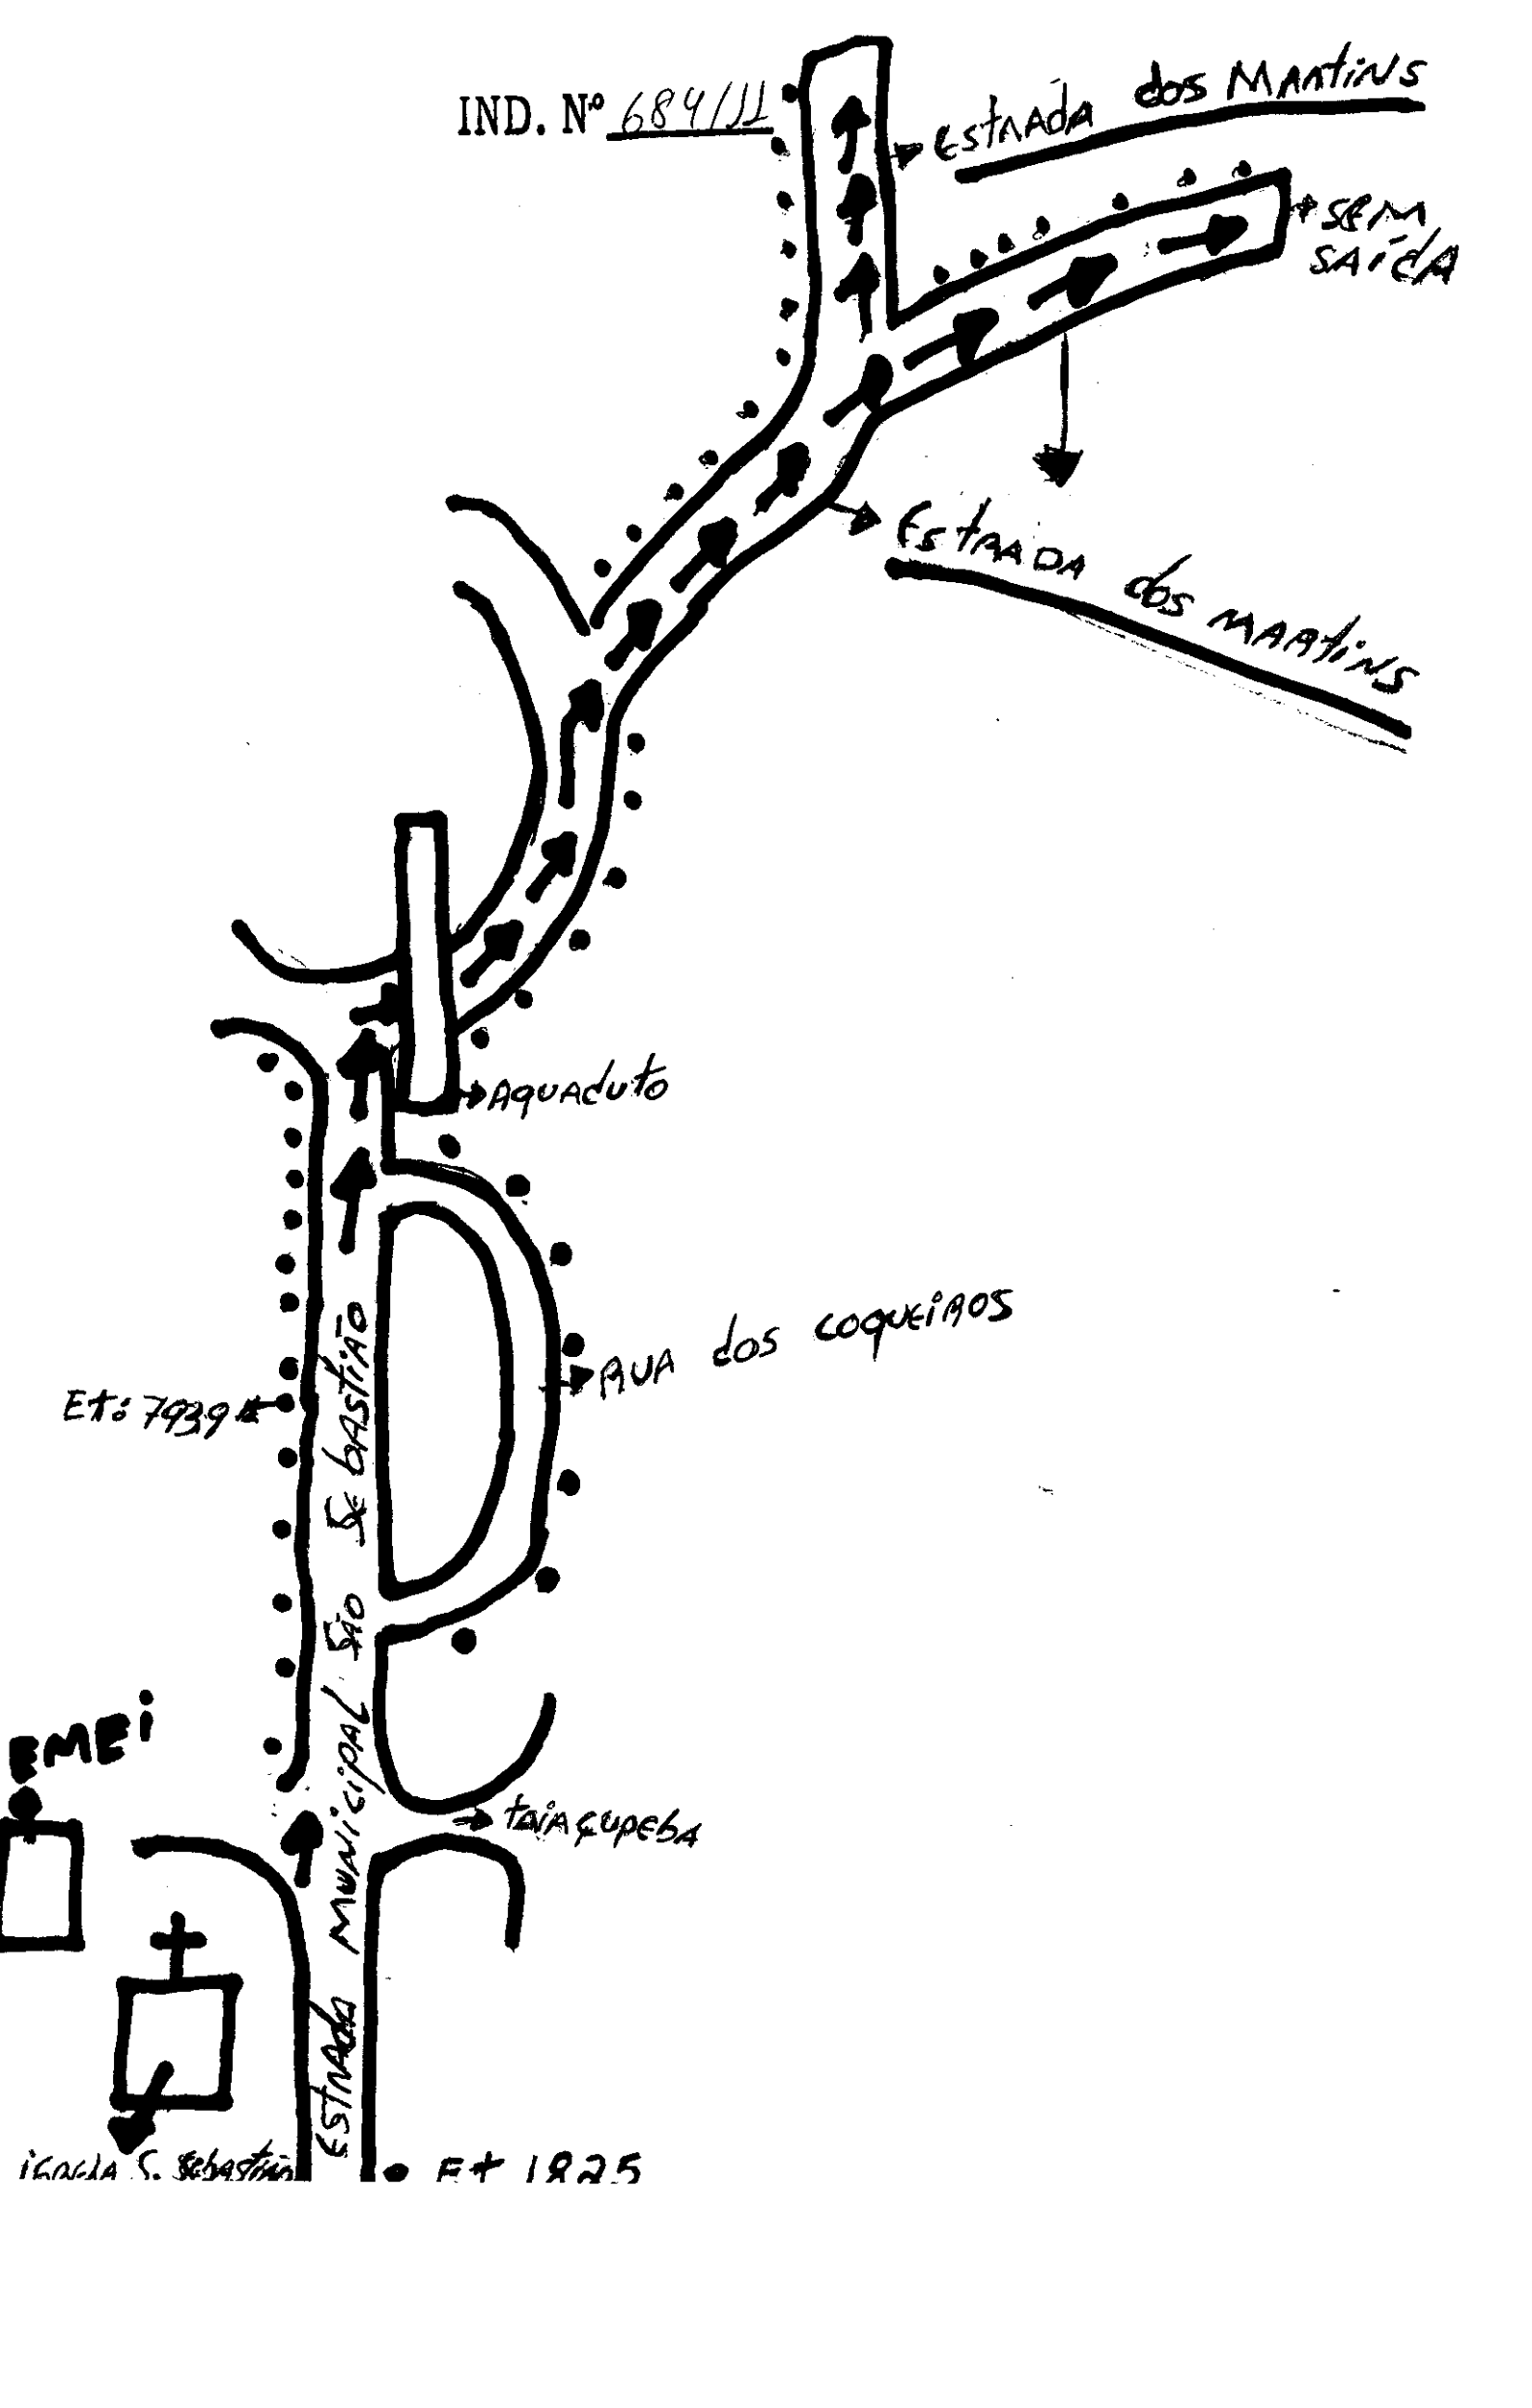 IND. Nº 684/11
EstRAdA dos MARtiNS
SEM
SAídA
EstRADA dos MARtiNS
AQUAduto
RUA dos COQUEiROS
Et: 7939
EstRAdA MUNiCipAL São SebAStião
EMEi
tAiAÇUPEbA
iGREJA S. SEbAStião
Et 1825